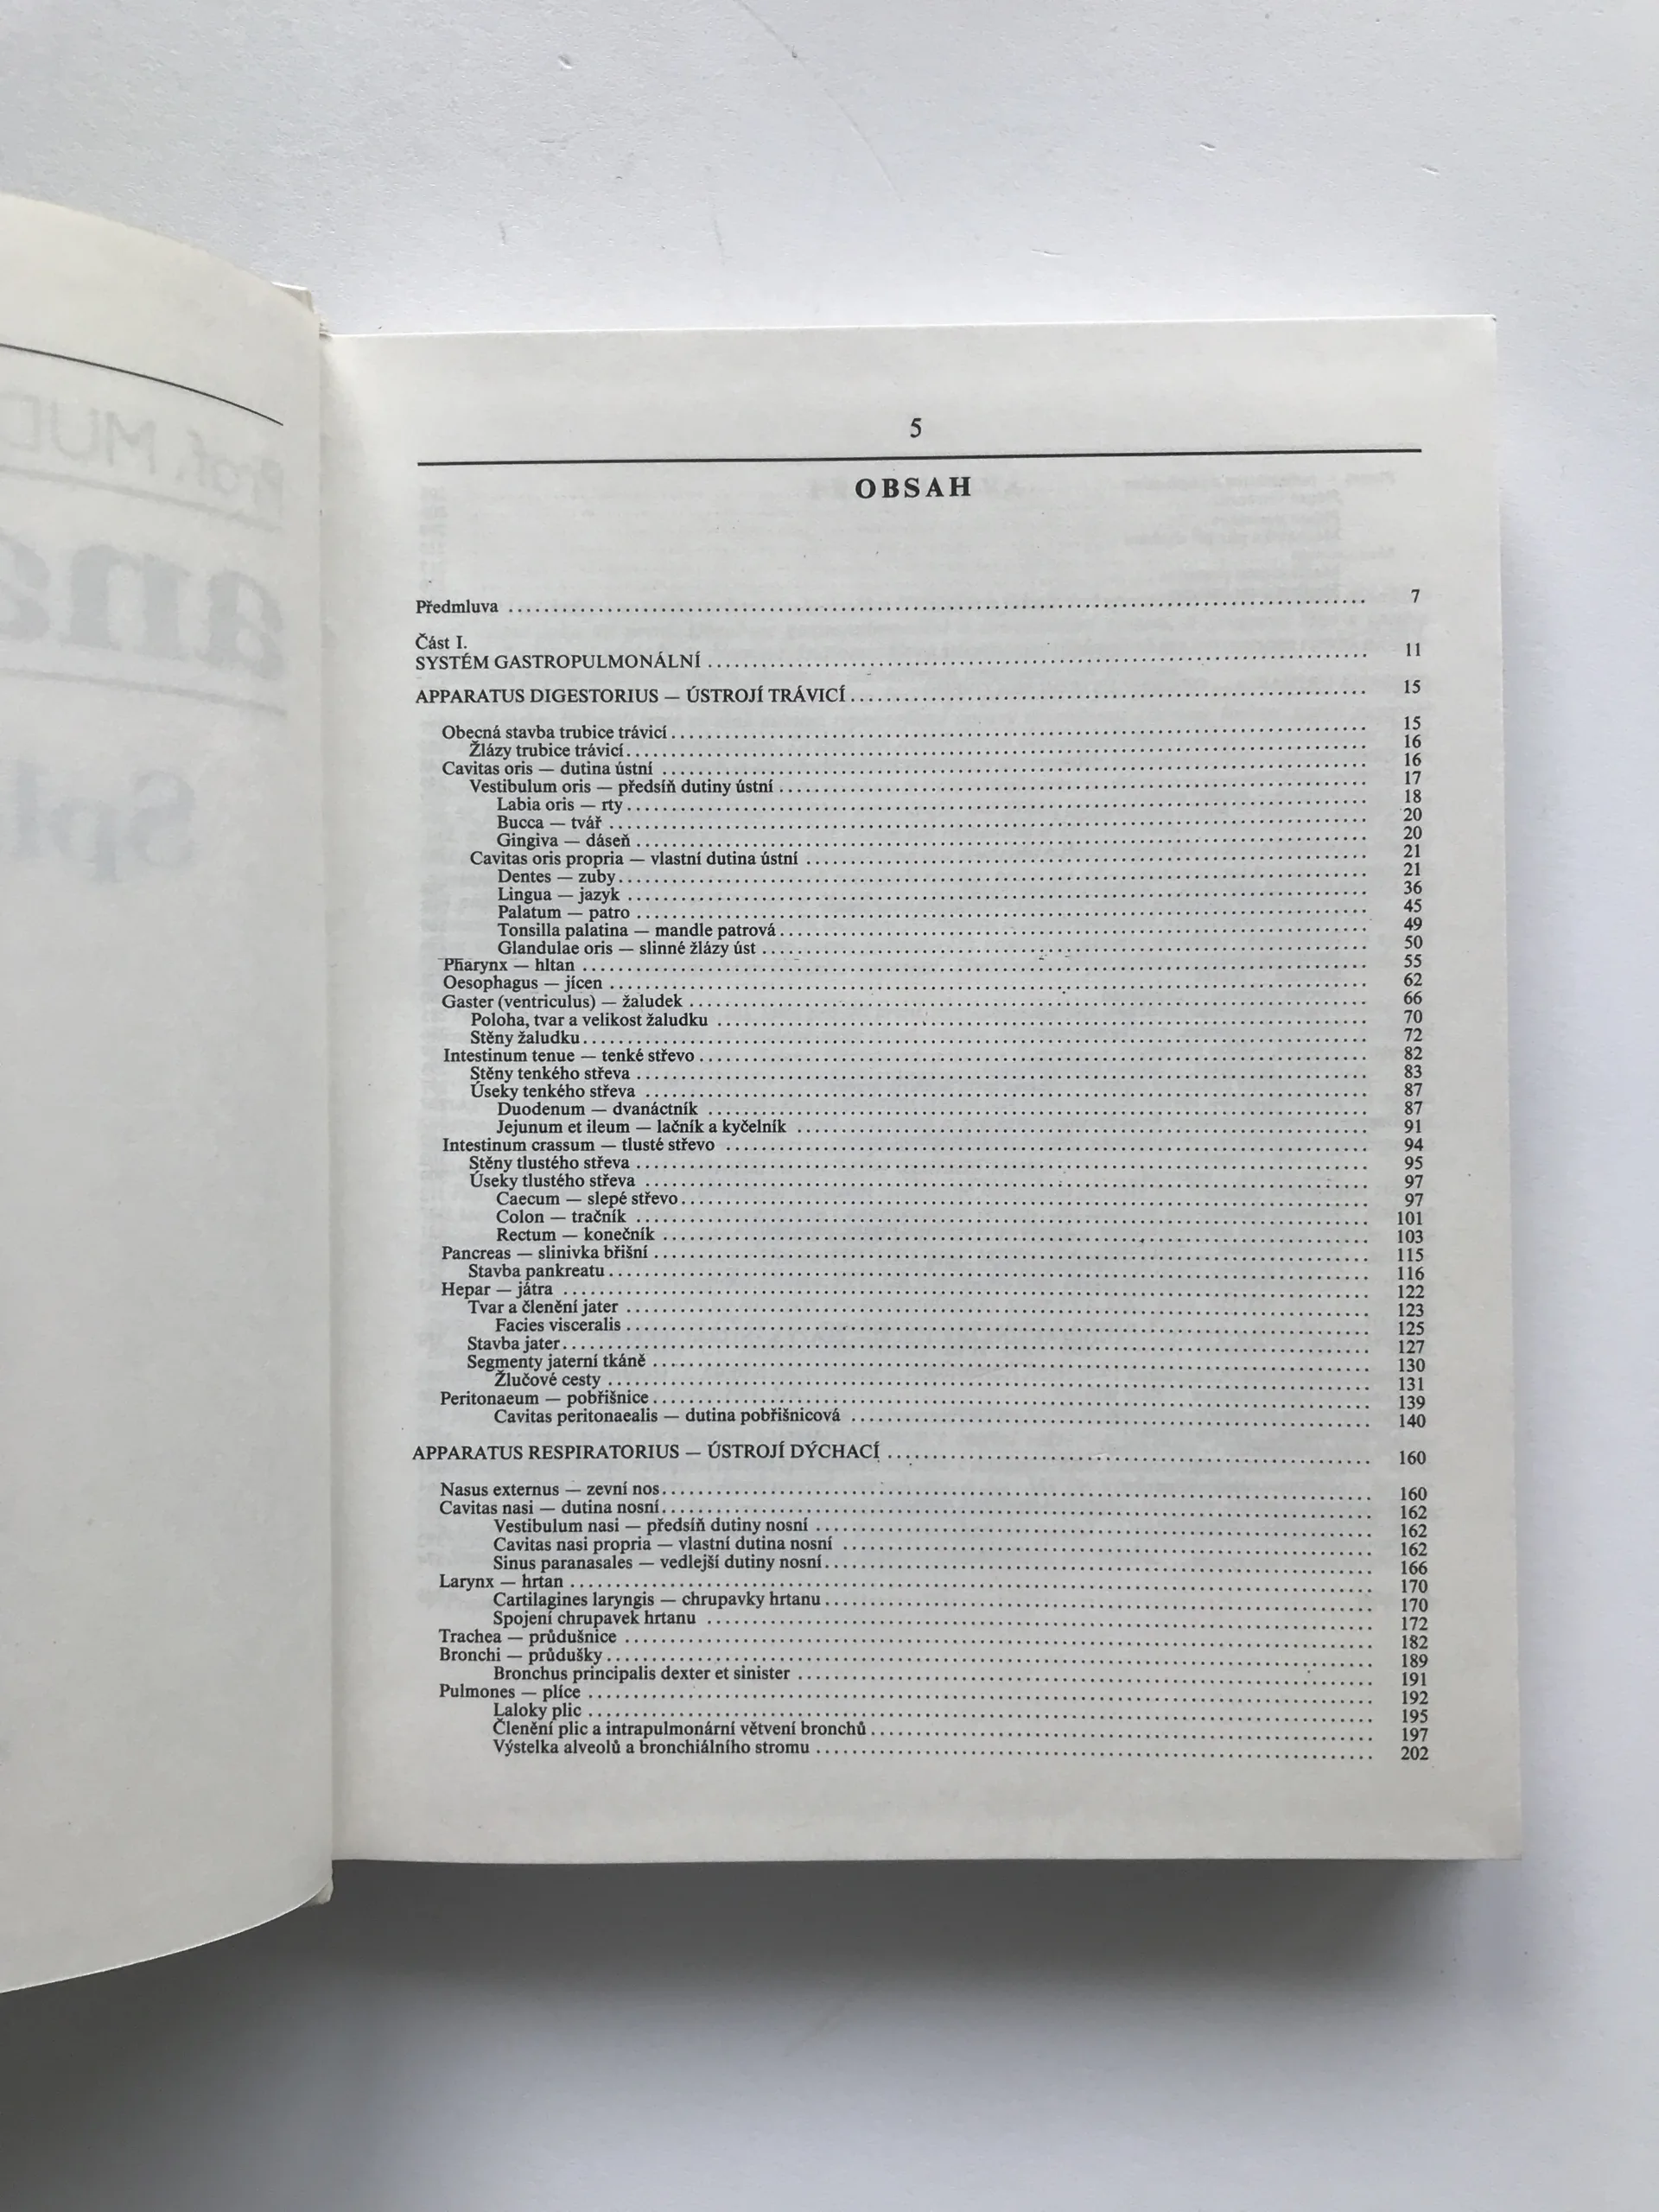 5
OBSAH
Předmluva 7
Část I.
SYSTÉM GASTROPULMONÁLNÍ 11
APPARATUS DIGESTORIUS — ÚSTROJÍ TRÁVICÍ 15
Obecná stavba trubice trávicí 15
Žlázy trubice trávicí 16
Cavitas oris — dutina ústní 16
Vestibulum oris — předsíň dutiny ústní 17
Labia oris — rty 18
Bucca — tvář 20
Gingiva — dáseň 20
Cavitas oris propria — vlastní dutina ústní 21
Dentes — zuby 21
Lingua — jazyk 36
Palatum — patro 45
Tonsilla palatina — mandle patrová 49
Glandulae oris — slinné žlázy úst 50
Pharynx — hltan 55
Oesophagus — jícen 62
Gaster (ventriculus) — žaludek 66
Poloha, tvar a velikost žaludku 70
Stěny žaludku 72
Intestinum tenue — tenké střevo 82
Stěny tenkého střeva 83
Úseky tenkého střeva 87
Duodenum — dvanáctník 87
Jejunum et ileum — lačník a kyčelník 91
Intestinum crassum — tlusté střevo 94
Stěny tlustého střeva 95
Úseky tlustého střeva 97
Caecum — slepé střevo 97
Colon — tračník 101
Rectum — konečník 103
Pancreas — slinivka břišní 115
Stavba pankreatu 116
Hepar — játra 122
Tvar a členění jater 123
Facies visceralis 125
Stavba jater 127
Segmenty jaterní tkáně 130
Žlučové cesty 131
Peritonaeum — pobřišnice 139
Cavitas peritonaealis — dutina pobřišnicová 140
APPARATUS RESPIRATORIUS — ÚSTROJÍ DÝCHACÍ 160
Nasus externus — zevní nos 160
Cavitas nasi — dutina nosní 162
Vestibulum nasi — předsíň dutiny nosní 162
Cavitas nasi propria — vlastní dutina nosní 162
Sinus paranasales — vedlejší dutiny nosní 166
Larynx — hrtan 170
Cartilagines laryngis — chrupavky hrtanu 170
Spojení chrupavek hrtanu 172
Trachea — průdušnice 182
Bronchi — průdušky 189
Bronchus principalis dexter et sinister 191
Pulmones — plíce 192
Laloky plic 195
Členění plic a intrapulmonární větvení bronchů 197
Výstelka alveolů a bronchiálního stromu 202